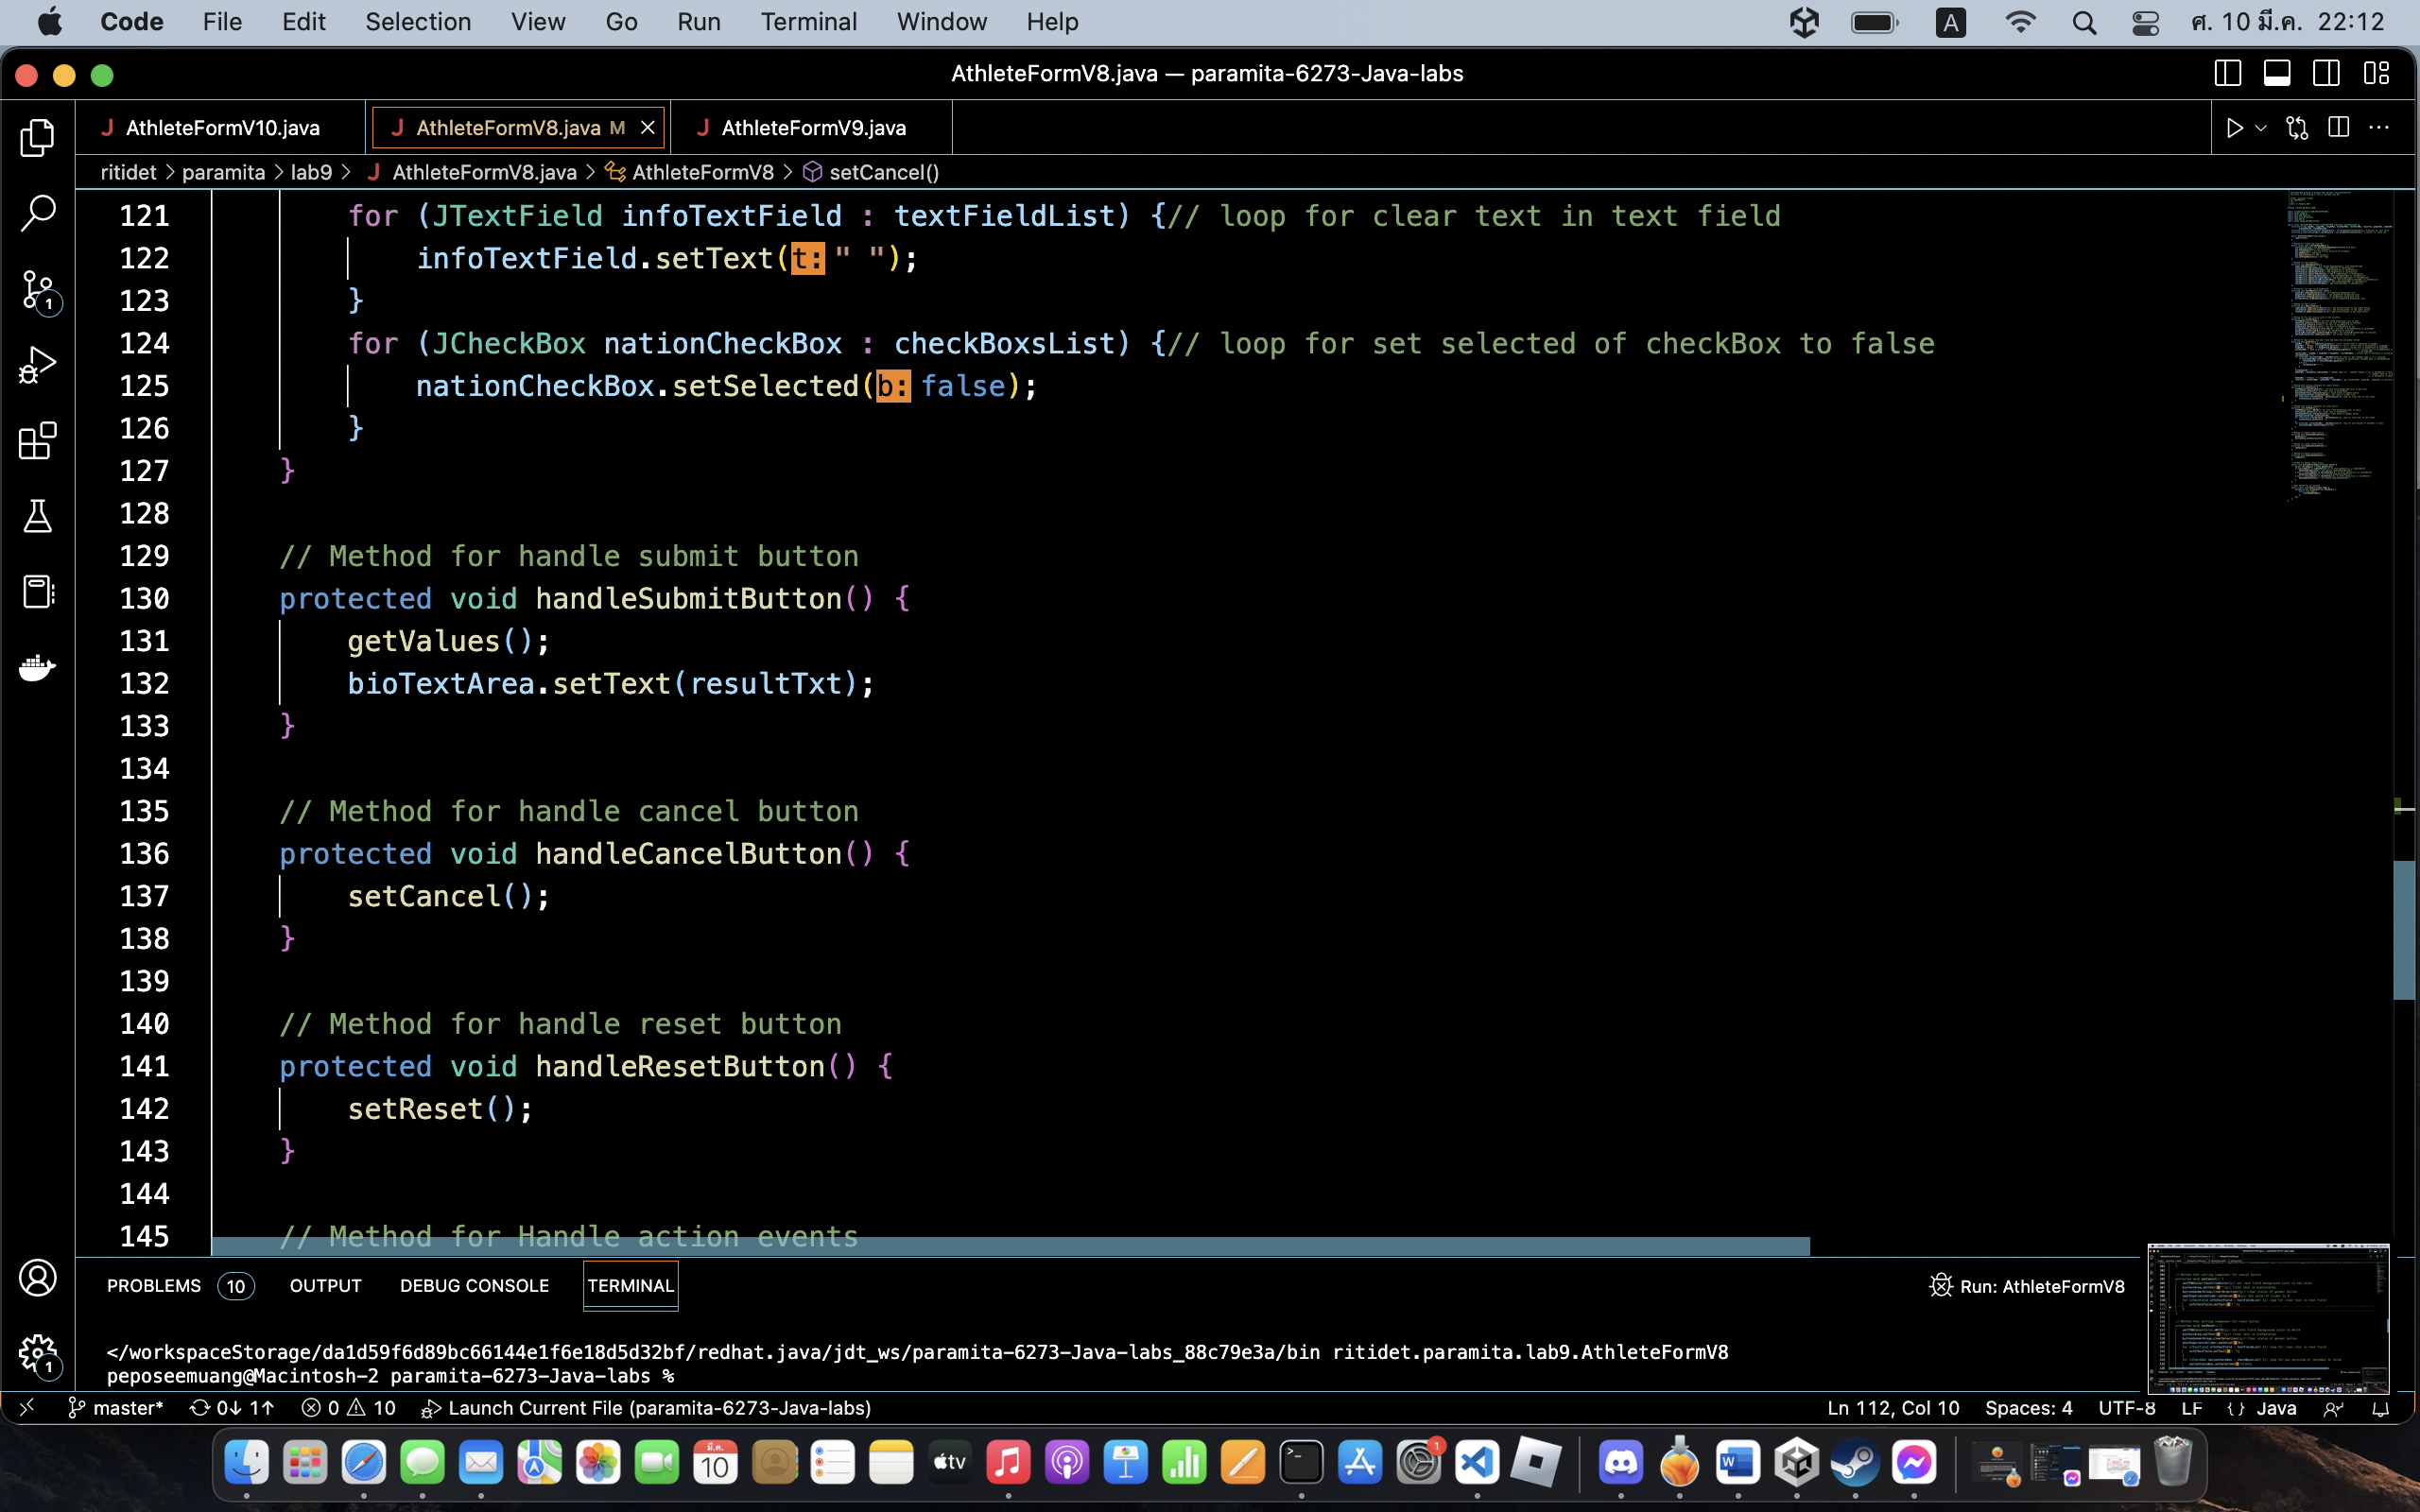 Code File Edit Selection View Go Run Terminal Window Help A ศ. 10 มี.ค. 22:12
AthleteFormV8.java — paramita-6273-Java-labs
J AthleteFormV10.java J AthleteFormV8.java M J AthleteFormV9.java
ritidet > paramita > lab9 > J AthleteFormV8.java > AthleteFormV8 > setCancel()
121 for (JTextField infoTextField : textFieldList) {// loop for clear text in text field
122 infoTextField.setText(t: " ");
123 }
124 for (JCheckBox nationCheckBox : checkBoxsList) {// loop for set selected of checkBox to false
125 nationCheckBox.setSelected(b: false);
126 }
127 }
128
129 // Method for handle submit button
130 protected void handleSubmitButton() {
131 getValues();
132 bioTextArea.setText(resultTxt);
133 }
134
135 // Method for handle cancel button
136 protected void handleCancelButton() {
137 setCancel();
138 }
139
140 // Method for handle reset button
141 protected void handleResetButton() {
142 setReset();
143 }
144
145 // Method for Handle action events
PROBLEMS 10 OUTPUT DEBUG CONSOLE TERMINAL Run: AthleteFormV8
</workspaceStorage/da1d59f6d89bc66144e1f6e18d5d32bf/redhat.java/jdt_ws/paramita-6273-Java-labs_88c79e3a/bin ritidet.paramita.lab9.AthleteFormV8
peposeemuang@Macintosh-2 paramita-6273-Java-labs %
master* 0↓ 1↑ 0 10 Launch Current File (paramita-6273-Java-labs) Ln 112, Col 10 Spaces: 4 UTF-8 LF {} Java
1
1
มี.ค.
10
tv
1
W